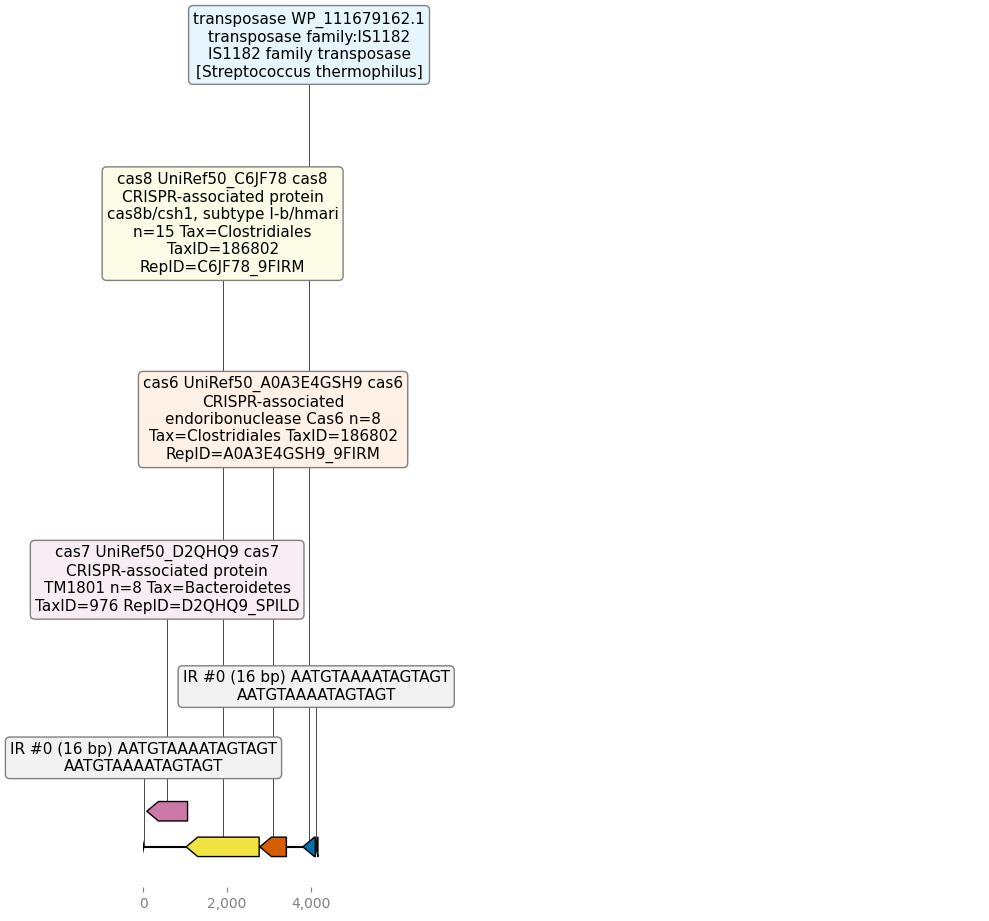 transposase WP_111679162.1
transposase family:IS1182
IS1182 family transposase
[Streptococcus thermophilus]
cas8 UniRef50_C6JF78 cas8
CRISPR-associated protein
cas8b/csh1, subtype I-b/hmari
n=15 Tax=Clostridiales
TaxID=186802
RepID=C6JF78_9FIRM
cas6 UniRef50_A0A3E4GSH9 cas6
CRISPR-associated
endoribonuclease Cas6 n=8
Tax=Clostridiales TaxID=186802
RepID=A0A3E4GSH9_9FIRM
cas7 UniRef50_D2QHQ9 cas7
CRISPR-associated protein
TM1801 n=8 Tax=Bacteroidetes
TaxID=976 RepID=D2QHQ9_SPILD
IR #0 (16 bp) AATGTAAAATAGTAGT
AATGTAAAATAGTAGT
IR #0 (16 bp) AATGTAAAATAGTAGT
AATGTAAAATAGTAGT
0 2,000 4,000